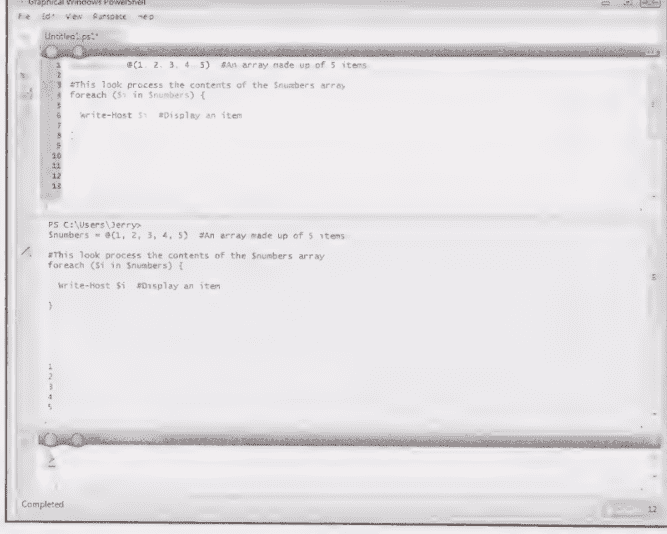 Graphical Windows PowerShell
File Edit View Runspace Help
Untitled1.ps1*
1 @(1, 2, 3, 4, 5) #An array made up of 5 items
2
3 #This look process the contents of the $numbers array
4 foreach ($i in $numbers) {
5
6 Write-Host $i #Display an item
7
8
9
10
11
12
13
PS C:\Users\Jerry>
$numbers = @(1, 2, 3, 4, 5) #An array made up of 5 items
#This look process the contents of the $numbers array
foreach ($i in $numbers) {
Write-Host $i #Display an item
}
1
2
3
4
5
>
Completed
12